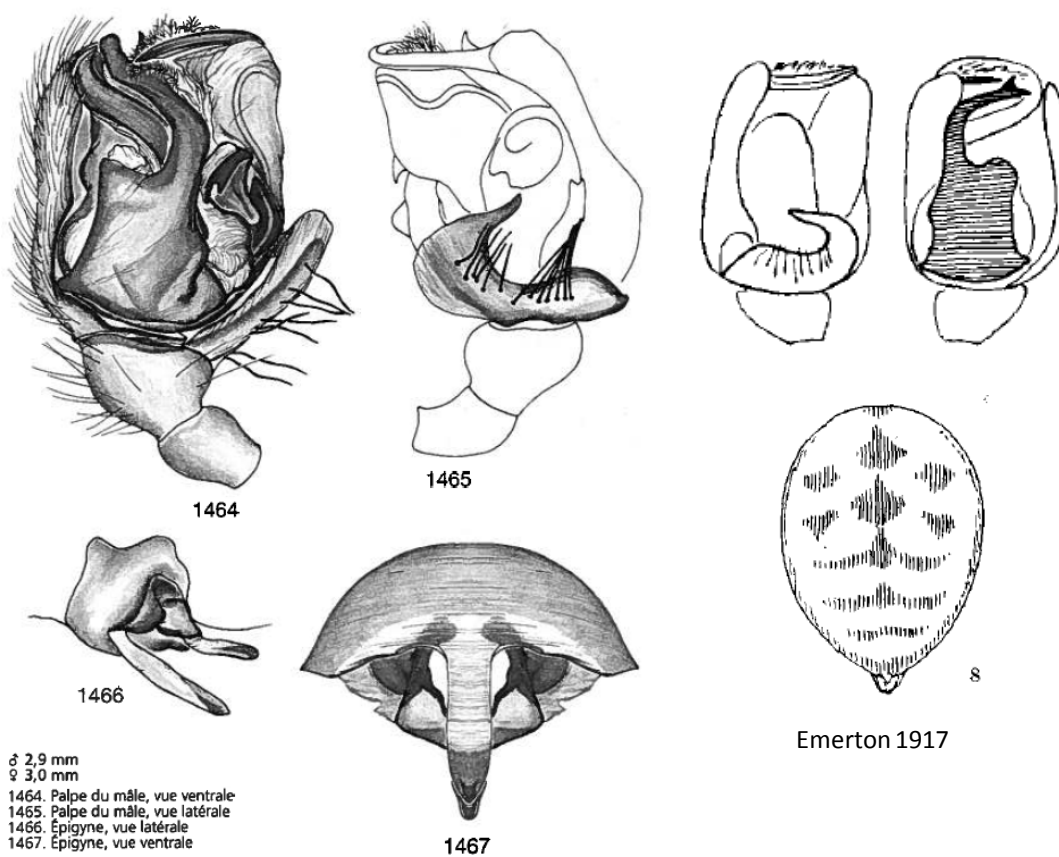 1464
1465
1466
1467
8
Emerton 1917
♂ 2,9 mm
♀ 3,0 mm
1464. Palpe du mâle, vue ventrale
1465. Palpe du mâle, vue latérale
1466. Épigyne, vue latérale
1467. Épigyne, vue ventrale